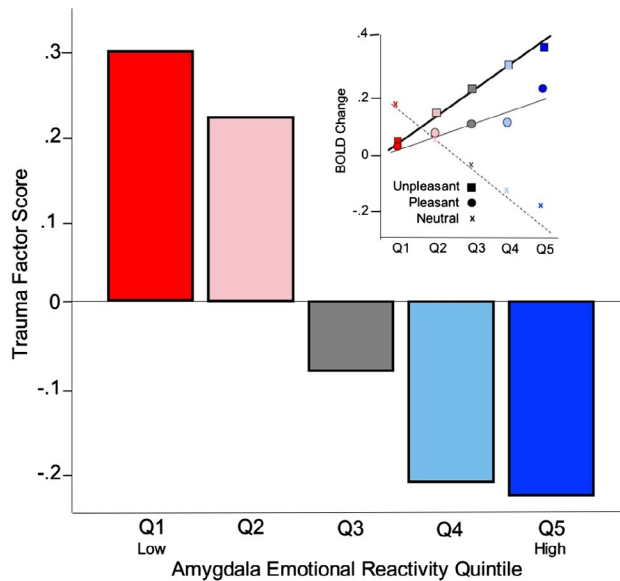 Trauma Factor Score
.3
.2
.1
0
-.1
-.2
Q1
Q2
Q3
Q4
Q5
Low
High
Amygdala Emotional Reactivity Quintile
BOLD Change
.4
.2
0
-.2
Unpleasant
Pleasant
Neutral
Q1
Q2
Q3
Q4
Q5